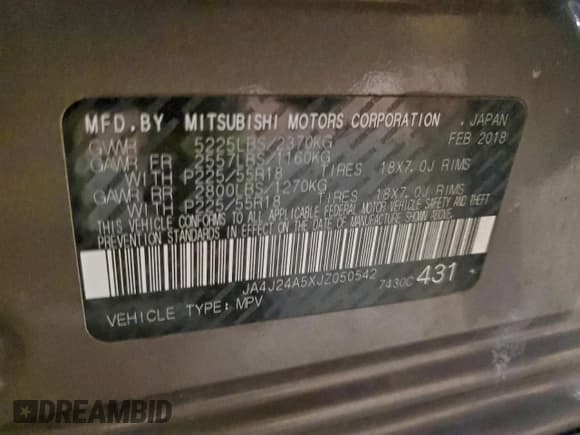 MFD.BY MITSUBISHI MOTORS CORPORATION . JAPAN
GVWR 5225LBS/2370KG FEB 2018
GAWR FR 2557LBS/1160KG
WITH P225/55R18 TIRES 18X7.0J RIMS
GAWR RR 2800LBS/1270KG
WITH P225/55R18 TIRES 18X7.0J RIMS
THIS VEHICLE CONFORMS TO ALL APPLICABLE FEDERAL MOTOR VEHICLE SAFETY, BUMPER AND THEFT
PREVENTION STANDARDS IN EFFECT ON THE DATE OF MANUFACTURE SHOWN ABOVE.
JA4J24A5XJZ050542 7430C 431
VEHICLE TYPE: MPV
DREAMBID